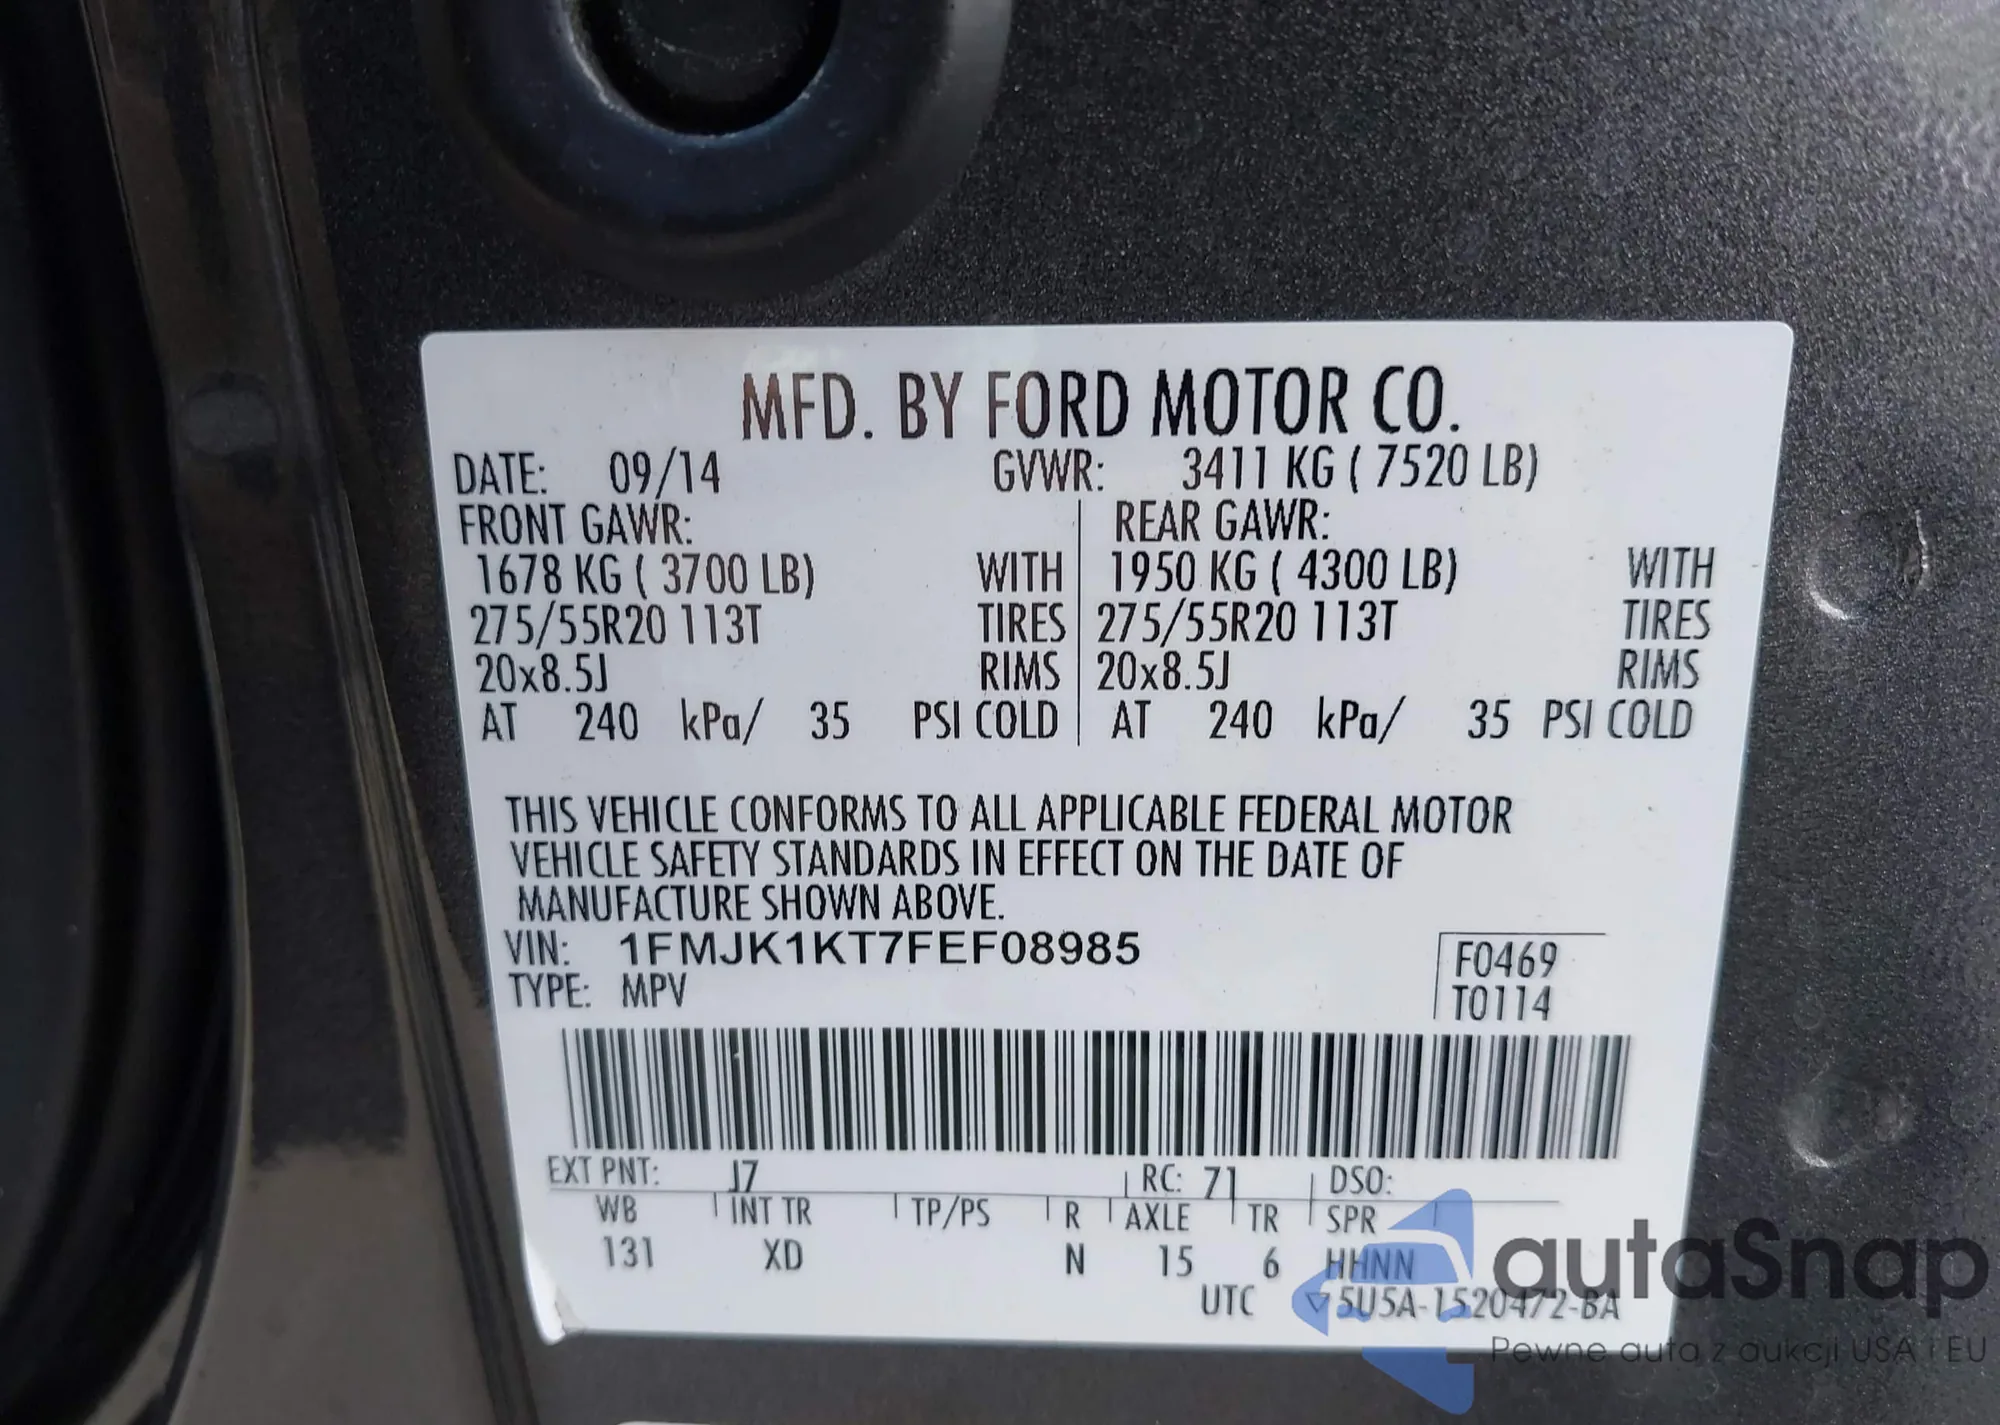 MFD. BY FORD MOTOR CO.
DATE: 09/14 GVWR: 3411 KG ( 7520 LB)
FRONT GAWR: REAR GAWR:
1678 KG ( 3700 LB) WITH 1950 KG ( 4300 LB) WITH
275/55R20 113T TIRES 275/55R20 113T TIRES
20x8.5J RIMS 20x8.5J RIMS
AT 240 kPa/ 35 PSI COLD AT 240 kPa/ 35 PSI COLD
THIS VEHICLE CONFORMS TO ALL APPLICABLE FEDERAL MOTOR
VEHICLE SAFETY STANDARDS IN EFFECT ON THE DATE OF
MANUFACTURE SHOWN ABOVE.
VIN: 1FMJK1KT7FEF08985 F0469
TYPE: MPV T0114
EXT PNT: J7 RC: 71 DSO:
WB INT TR TP/PS R AXLE TR SPR
131 XD N 15 6 HHNN
UTC ▽5U5A-1520472-BA
autaSnap
Pewne auta z aukcji USA i EU